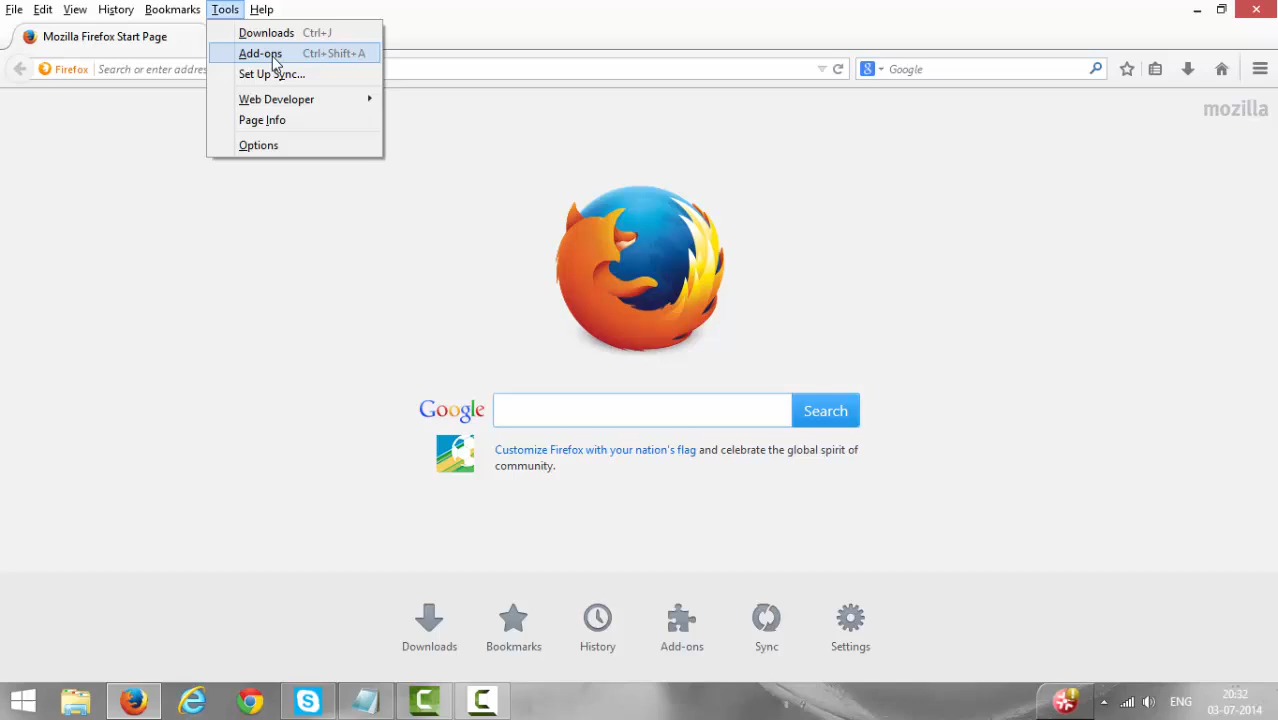 File Edit View History Bookmarks Tools Help
Mozilla Firefox Start Page
Downloads Ctrl+J
Add-ons Ctrl+Shift+A
Set Up Sync...
Web Developer
Page Info
Options
Firefox Search or enter addres
Google
mozilla
Google Search
Customize Firefox with your nation's flag and celebrate the global spirit of
community.
Downloads Bookmarks History Add-ons Sync Settings
ENG
20:32
03-07-2014